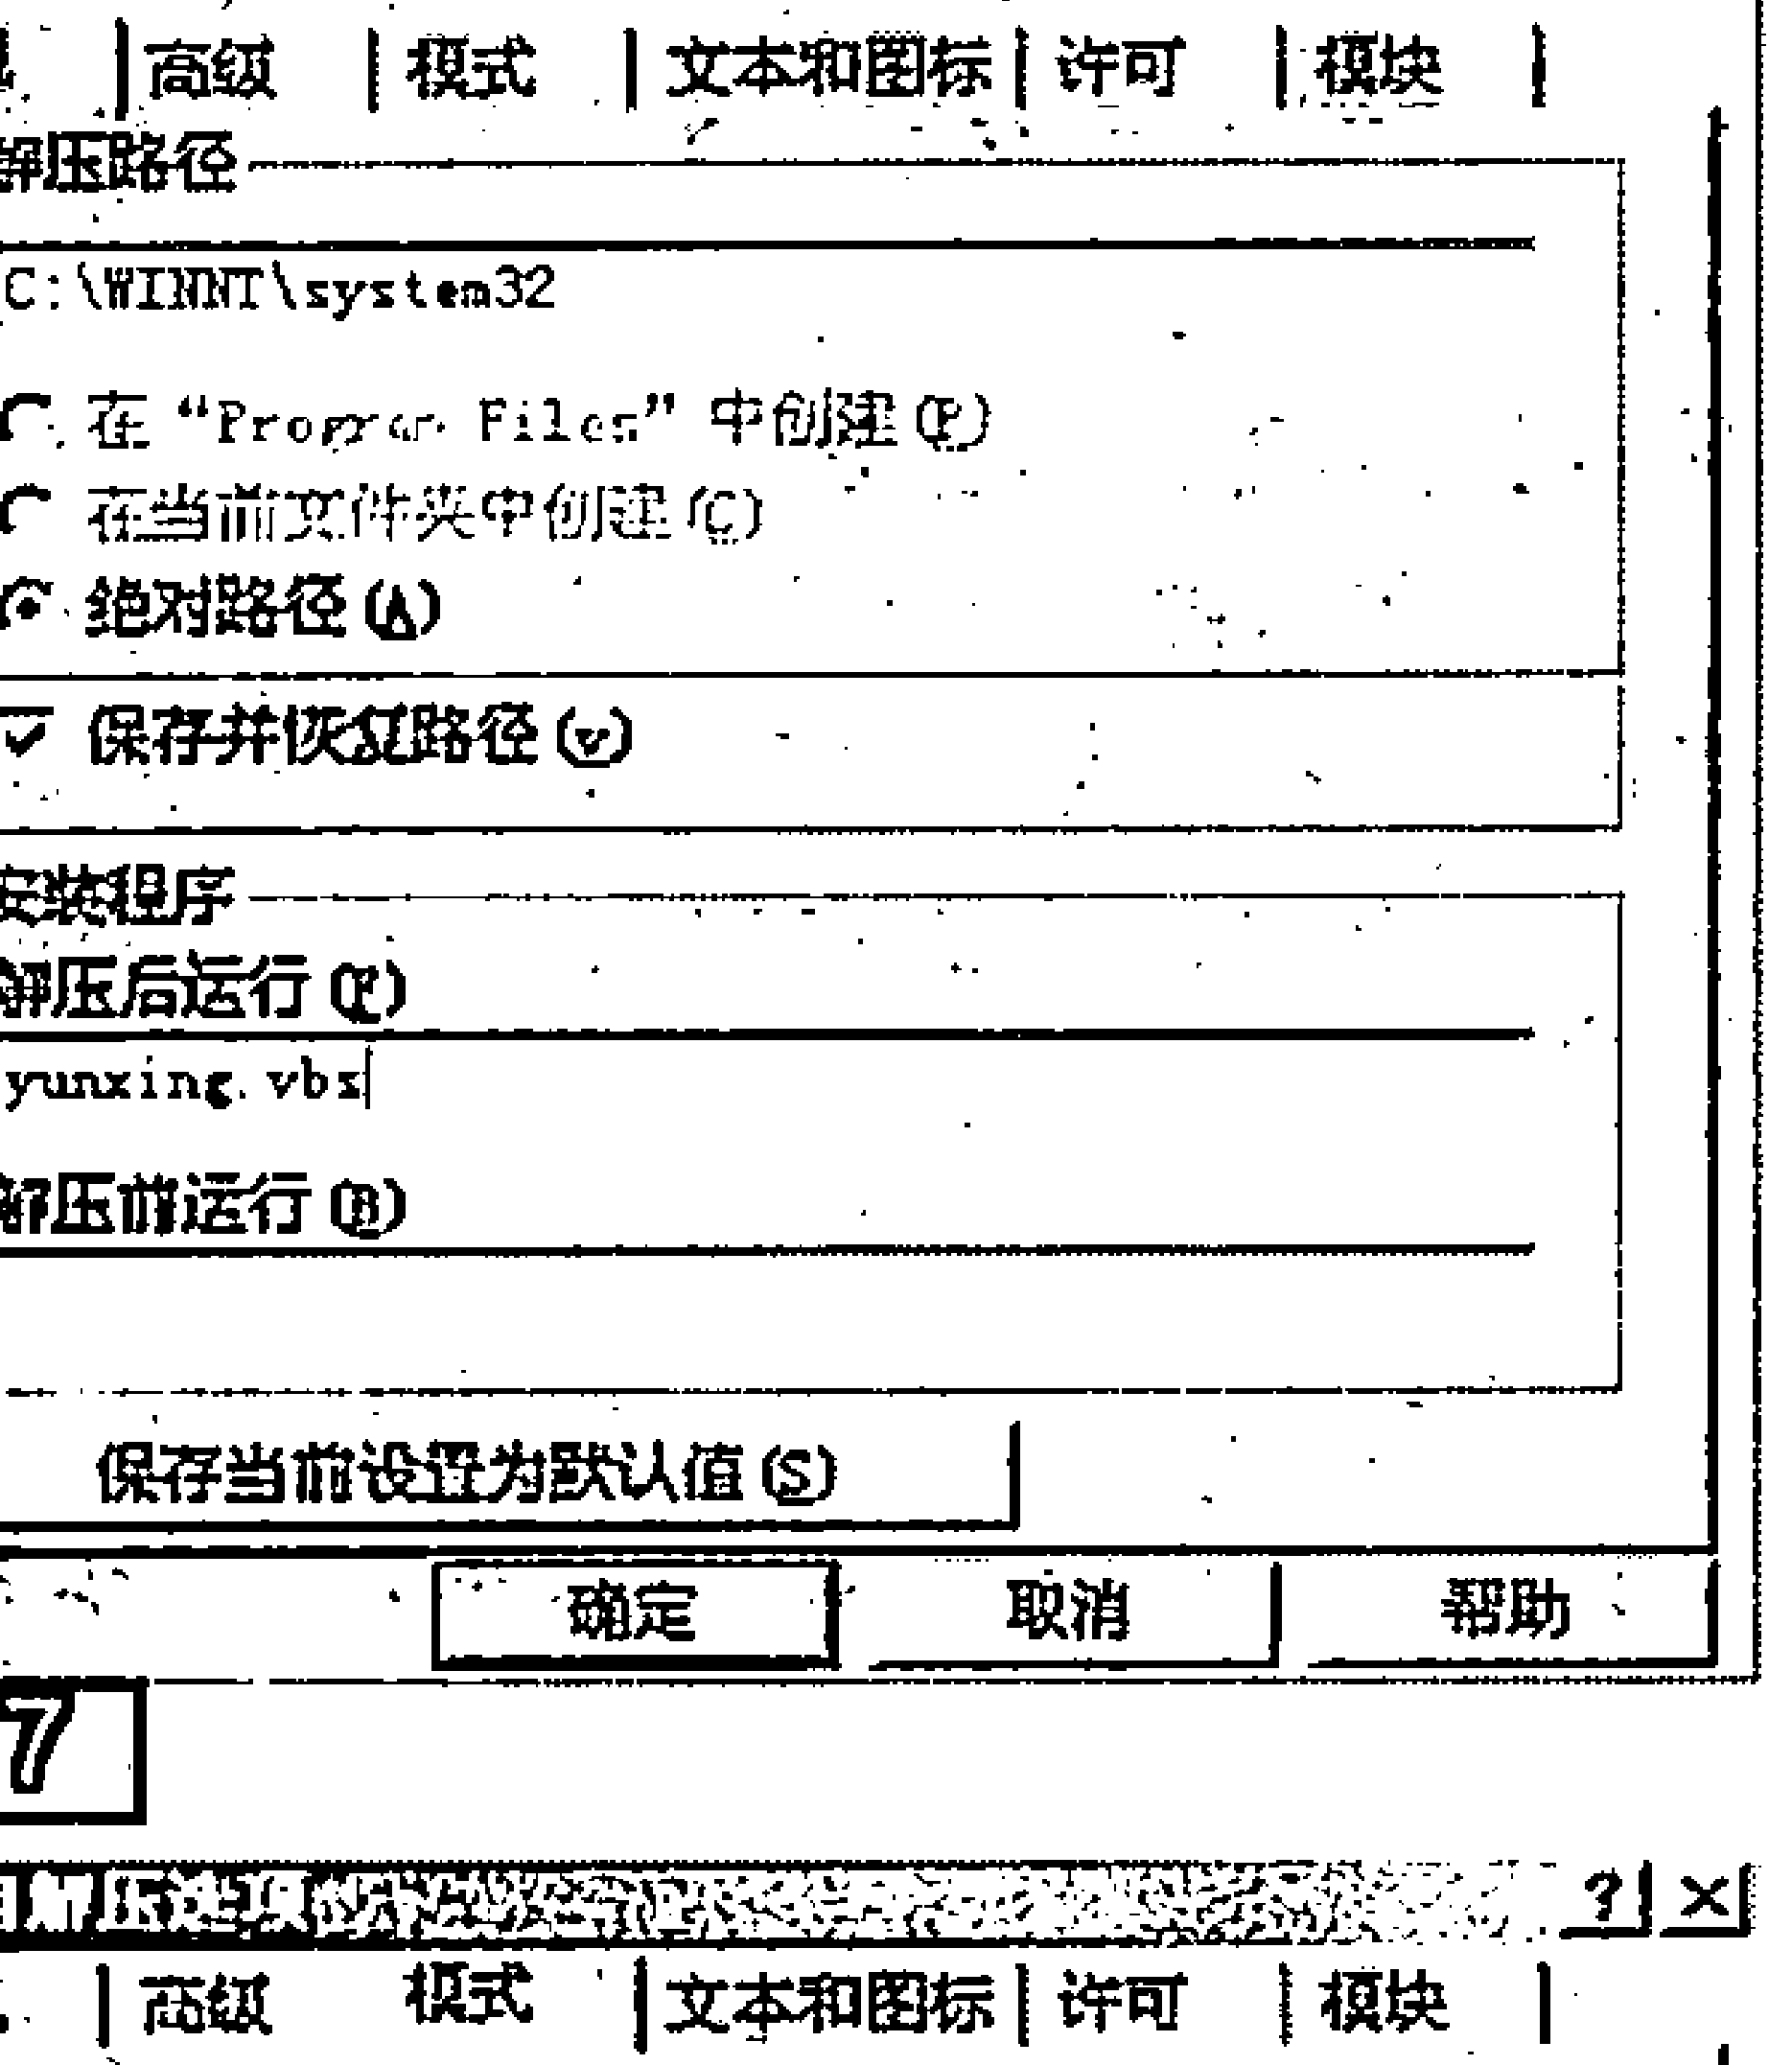 高级 模式 文本和图标 许可 模块
解压路径
C:\WINNT\system32
在“Program Files”中创建(P)
在当前文件夹中创建(C)
绝对路径(A)
保存并恢复路径(v)
安装程序
解压后运行(F)
yunxing.vbs
解压前运行(B)
保存当前设置为默认值(S)
确定 取消 帮助
7
高级 模式 文本和图标 许可 模块